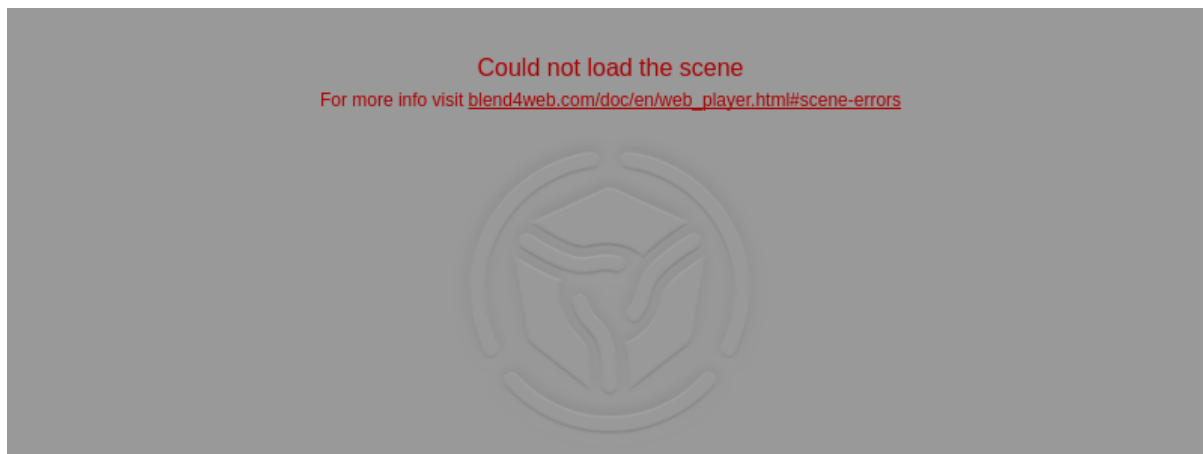 Could not load the scene
For more info visit blend4web.com/doc/en/web_player.html#scene-errors